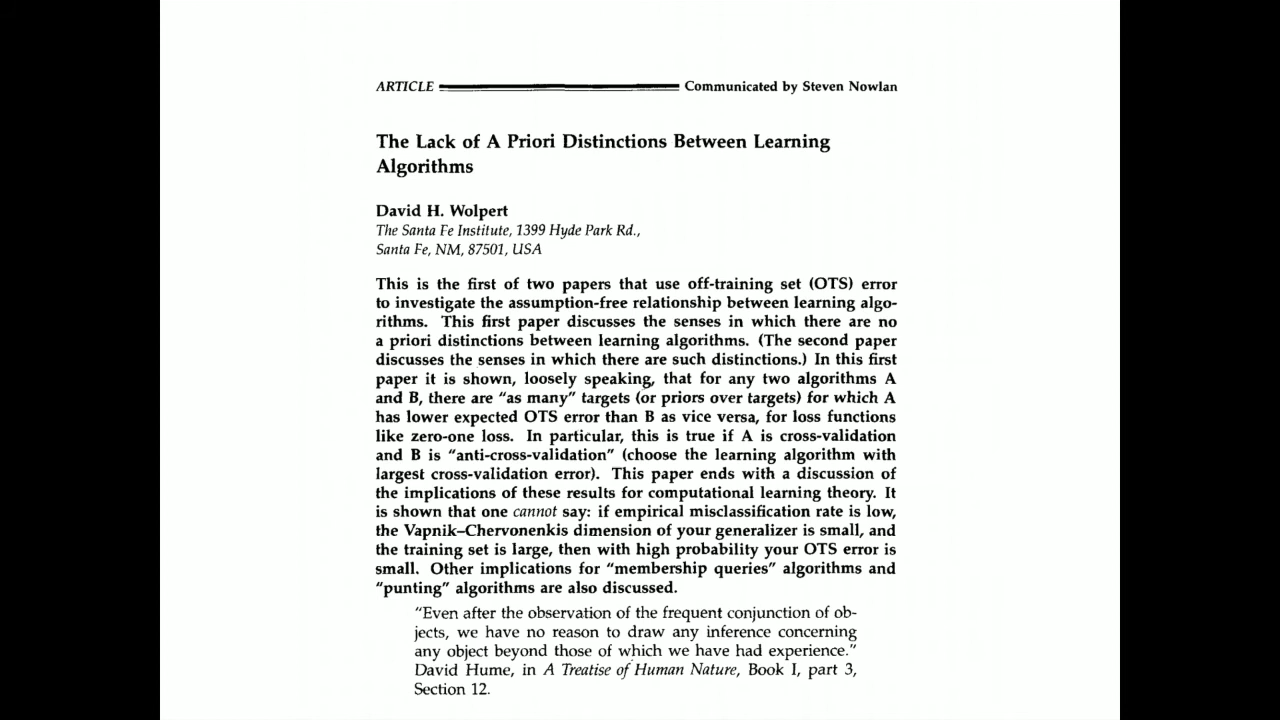 ARTICLE Communicated by Steven Nowlan
The Lack of A Priori Distinctions Between Learning
Algorithms
David H. Wolpert
The Santa Fe Institute, 1399 Hyde Park Rd.,
Santa Fe, NM, 87501, USA
This is the first of two papers that use off-training set (OTS) error
to investigate the assumption-free relationship between learning algo-
rithms. This first paper discusses the senses in which there are no
a priori distinctions between learning algorithms. (The second paper
discusses the senses in which there are such distinctions.) In this first
paper it is shown, loosely speaking, that for any two algorithms A
and B, there are "as many" targets (or priors over targets) for which A
has lower expected OTS error than B as vice versa, for loss functions
like zero-one loss. In particular, this is true if A is cross-validation
and B is "anti-cross-validation" (choose the learning algorithm with
largest cross-validation error). This paper ends with a discussion of
the implications of these results for computational learning theory. It
is shown that one cannot say: if empirical misclassification rate is low,
the Vapnik–Chervonenkis dimension of your generalizer is small, and
the training set is large, then with high probability your OTS error is
small. Other implications for "membership queries" algorithms and
"punting" algorithms are also discussed.
"Even after the observation of the frequent conjunction of ob-
jects, we have no reason to draw any inference concerning
any object beyond those of which we have had experience."
David Hume, in A Treatise of Human Nature, Book I, part 3,
Section 12.